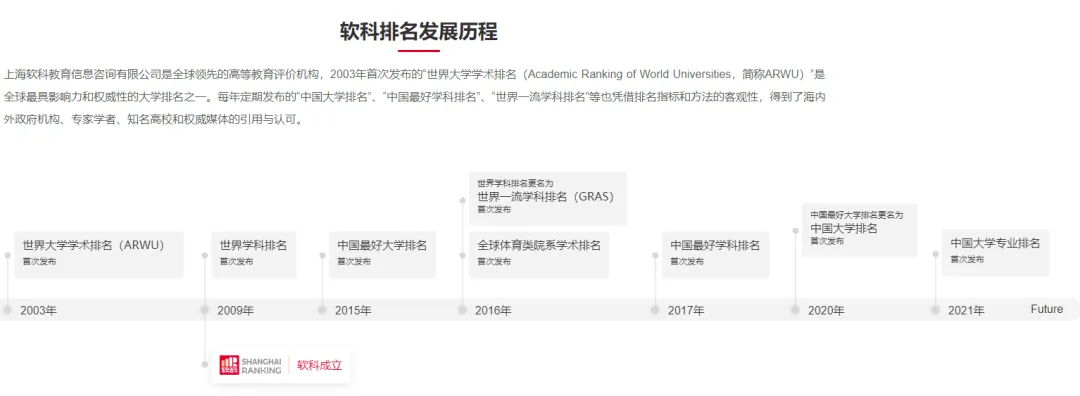 软科排名发展历程
上海软科教育信息咨询有限公司是全球领先的高等教育评价机构，2003年首次发布的“世界大学学术排名（Academic Ranking of World Universities，简称ARWU）”是
全球最具影响力和权威性的大学排名之一。每年定期发布的“中国大学排名”、“中国最好学科排名”、“世界一流学科排名”等也凭借排名指标和方法的客观性，得到了海内
外政府机构、专家学者、知名高校和权威媒体的引用与认可。
世界大学学术排名（ARWU）
首次发布
世界学科排名
首次发布
中国最好大学排名
首次发布
世界学科排名更名为
世界一流学科排名（GRAS）
首次发布
全球体育类院系学术排名
首次发布
中国最好学科排名
首次发布
中国最好大学排名更名为
中国大学排名
首次发布
中国大学专业排名
首次发布
2003年
2009年
2015年
2016年
2017年
2020年
2021年
Future
软科
SHANGHAI
RANKING
软科成立